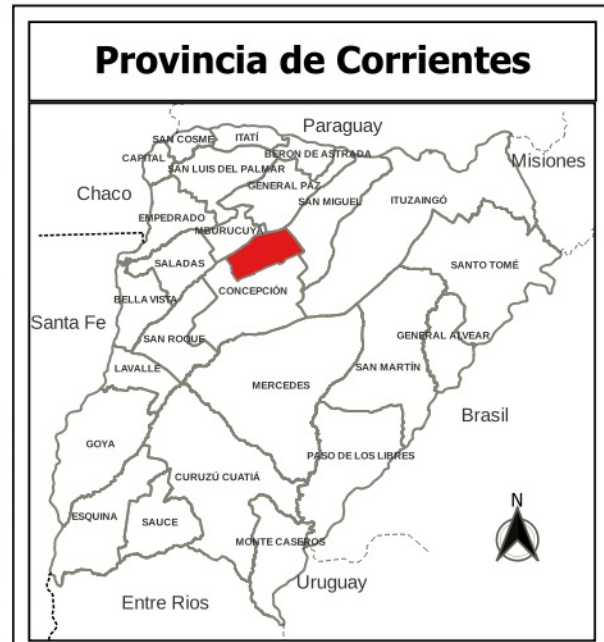 Provincia de Corrientes
Paraguay
SAN COSME
ITATÍ
CAPITAL
BERON DE ASTRADA
Misiones
SAN LUIS DEL PALMAR
GENERAL PAZ
Chaco
SAN MIGUEL
ITUZAINGÓ
EMPEDRADO
MBURUCUYA
SALADAS
SANTO TOMÉ
CONCEPCIÓN
BELLA VISTA
Santa Fe
SAN ROQUE
GENERAL ALVEAR
LAVALLE
SAN MARTÍN
MERCEDES
Brasil
GOYA
PASO DE LOS LIBRES
CURUZÚ CUATIÁ
N
ESQUINA
SAUCE
MONTE CASEROS
Uruguay
Entre Rios